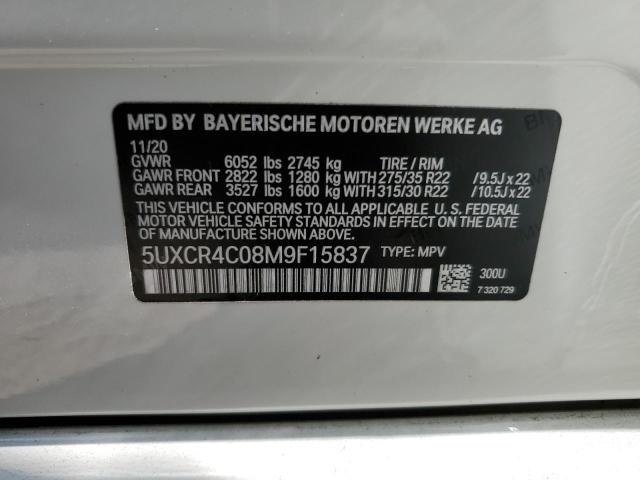 MFD BY BAYERISCHE MOTOREN WERKE AG
11/20
GVWR 6052 lbs 2745 kg TIRE / RIM
GAWR FRONT 2822 lbs 1280 kg WITH 275/35 R22 / 9.5J x 22
GAWR REAR 3527 lbs 1600 kg WITH 315/30 R22 / 10.5J x 22
THIS VEHICLE CONFORMS TO ALL APPLICABLE U. S. FEDERAL
MOTOR VEHICLE SAFETY STANDARDS IN EFFECT ON THE DATE
OF MANUFACTURE SHOWN ABOVE.
5UXCR4C08M9F15837 TYPE: MPV
300U
7 320 729